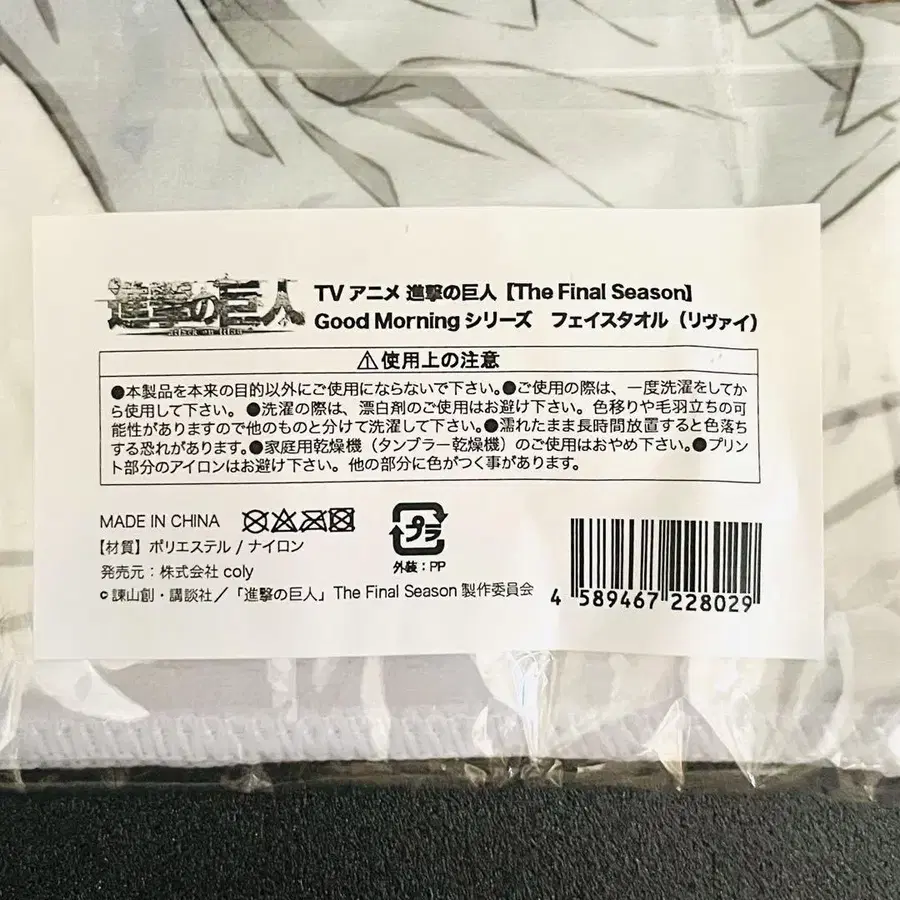 進撃の巨人
attack on titan
TVアニメ 進撃の巨人【The Final Season】
Good Morningシリーズ　フェイスタオル（リヴァイ）
⚠使用上の注意
●本製品を本来の目的以外にご使用にならないで下さい。●ご使用の際は、一度洗濯をしてか
ら使用して下さい。●洗濯の際は、漂白剤のご使用はお避け下さい。色移りや毛羽立ちの可
能性がありますので他のものと分けて洗濯して下さい。●濡れたまま長時間放置すると色落ち
する恐れがあります。●家庭用乾燥機（タンブラー乾燥機）のご使用はおやめ下さい。●プリン
ト部分のアイロンはお避け下さい。他の部分に色がつく事があります。
MADE IN CHINA
【材質】ポリエステル / ナイロン
発売元：株式会社 coly
©諫山創・講談社／「進撃の巨人」The Final Season 製作委員会
プラ
外装：PP
4 589467 228029